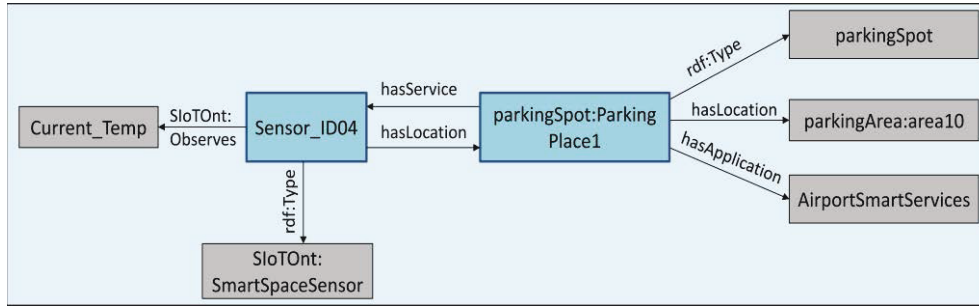 parkingSpot
rdf:Type
hasService
hasLocation
parkingArea:area10
Current_Temp
SIoTOnt:
Observes
Sensor_ID04
hasLocation
parkingSpot:Parking
Place1
hasApplication
AirportSmartServices
rdf:Type
SIoTOnt:
SmartSpaceSensor